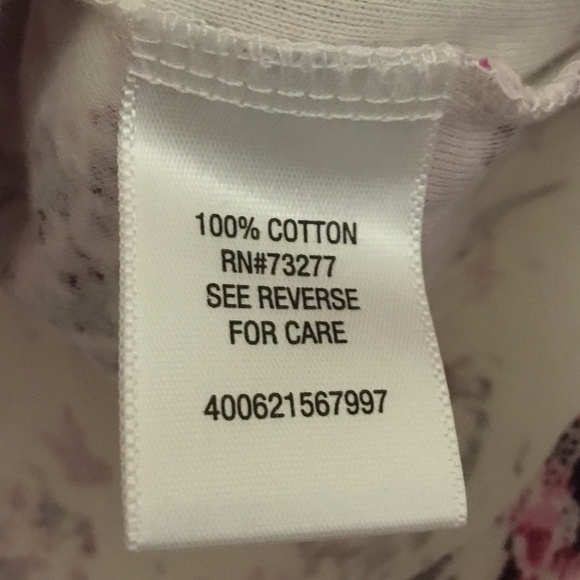 100% COTTON
RN#73277
SEE REVERSE
FOR CARE
400621567997